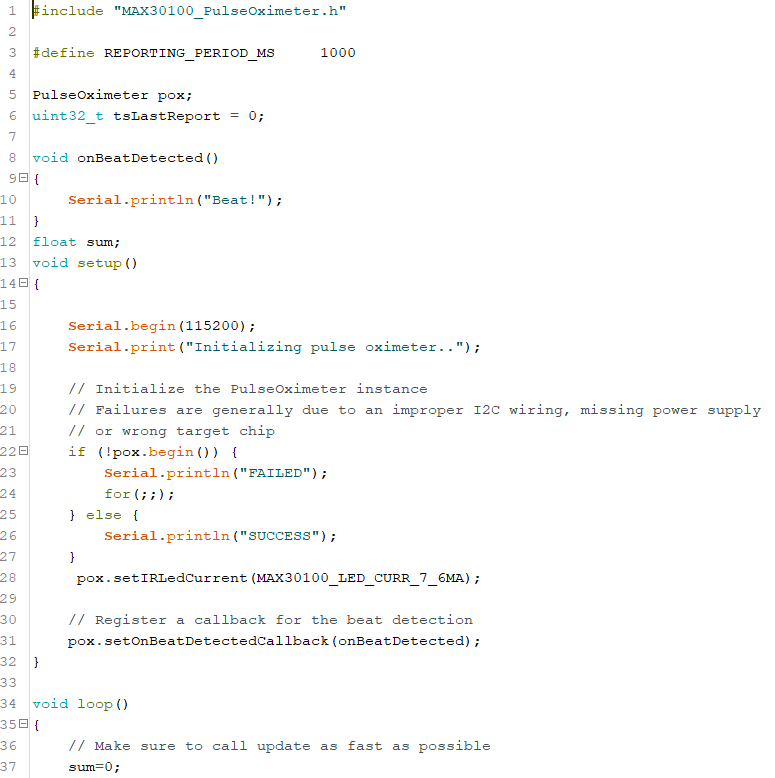 1 #include "MAX30100_PulseOximeter.h"
2
3 #define REPORTING_PERIOD_MS     1000
4
5 PulseOximeter pox;
6 uint32_t tsLastReport = 0;
7
8 void onBeatDetected()
9 {
10     Serial.println("Beat!");
11 }
12 float sum;
13 void setup()
14 {
15
16     Serial.begin(115200);
17     Serial.print("Initializing pulse oximeter..");
18
19     // Initialize the PulseOximeter instance
20     // Failures are generally due to an improper I2C wiring, missing power supply
21     // or wrong target chip
22     if (!pox.begin()) {
23         Serial.println("FAILED");
24         for(;;);
25     } else {
26         Serial.println("SUCCESS");
27     }
28      pox.setIRLedCurrent(MAX30100_LED_CURR_7_6MA);
29
30     // Register a callback for the beat detection
31     pox.setOnBeatDetectedCallback(onBeatDetected);
32 }
33
34 void loop()
35 {
36     // Make sure to call update as fast as possible
37     sum=0;